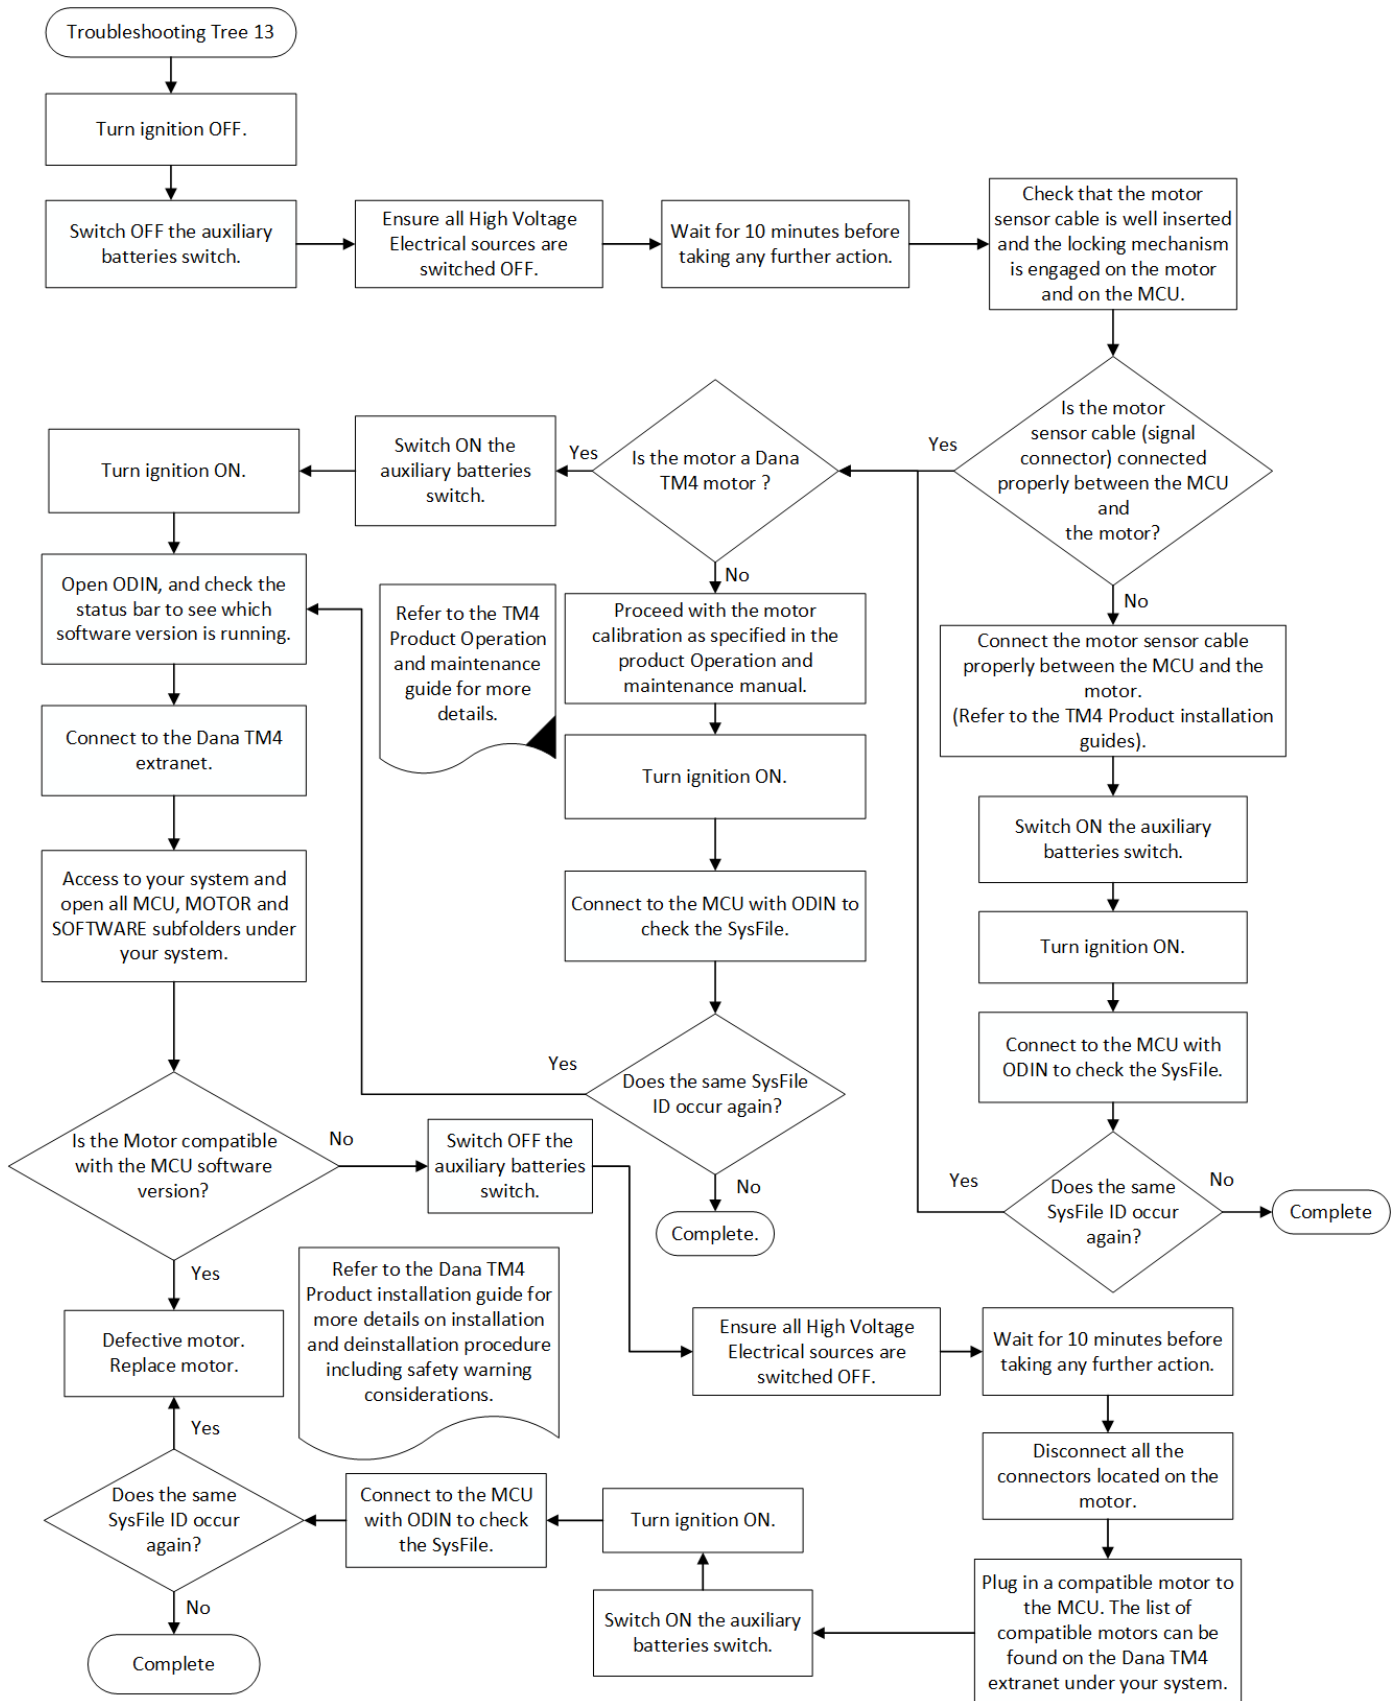 Troubleshooting Tree 13
Turn ignition OFF.
Switch OFF the auxiliary
batteries switch.
Ensure all High Voltage
Electrical sources are
switched OFF.
Wait for 10 minutes before
taking any further action.
Check that the motor
sensor cable is well inserted
and the locking mechanism
is engaged on the motor
and on the MCU.
Is the motor
sensor cable (signal
connector) connected
properly between the MCU
and
the motor?
Yes
No
Is the motor a Dana
TM4 motor ?
Yes
No
Switch ON the
auxiliary batteries
switch.
Turn ignition ON.
Open ODIN, and check the
status bar to see which
software version is running.
Connect to the Dana TM4
extranet.
Access to your system and
open all MCU, MOTOR and
SOFTWARE subfolders under
your system.
Refer to the TM4
Product Operation
and maintenance
guide for more
details.
Proceed with the motor
calibration as specified in the
product Operation and
maintenance manual.
Turn ignition ON.
Connect to the MCU with ODIN to
check the SysFile.
Does the same SysFile
ID occur again?
Yes
No
Complete.
Connect the motor sensor cable
properly between the MCU and the
motor.
(Refer to the TM4 Product installation
guides).
Switch ON the auxiliary
batteries switch.
Turn ignition ON.
Connect to the MCU with
ODIN to check the SysFile.
Does the same
SysFile ID occur
again?
Yes
No
Complete
Is the Motor compatible
with the MCU software
version?
No
Yes
Switch OFF the
auxiliary batteries
switch.
Refer to the Dana TM4
Product installation guide for
more details on installation
and deinstallation procedure
including safety warning
considerations.
Ensure all High Voltage
Electrical sources are
switched OFF.
Wait for 10 minutes before
taking any further action.
Disconnect all the
connectors located on the
motor.
Plug in a compatible motor to
the MCU. The list of
compatible motors can be
found on the Dana TM4
extranet under your system.
Switch ON the auxiliary
batteries switch.
Turn ignition ON.
Connect to the MCU
with ODIN to check
the SysFile.
Does the same
SysFile ID occur
again?
Yes
Defective motor.
Replace motor.
No
Complete